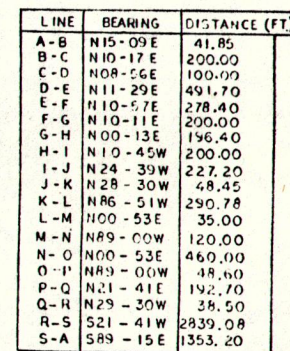 LINE BEARING DISTANCE (FT.)
A-B N15-09E 41.85
B-C N10-17E 200.00
C-D N08-56E 100.00
D-E N11-29E 491.70
E-F N10-57E 278.40
F-G N10-11E 200.00
G-H N00-13E 196.40
H-I N10-45W 200.00
I-J N24-39W 227.20
J-K N28-30W 48.45
K-L N86-51W 290.78
L-M N00-53E 35.00
M-N N89-00W 120.00
N-O N00-53E 460.00
O-P N89-00W 48.60
P-Q N21-41E 192.70
Q-R N29-30W 38.50
R-S S21-41W 2839.08
S-A S89-15E 1353.20